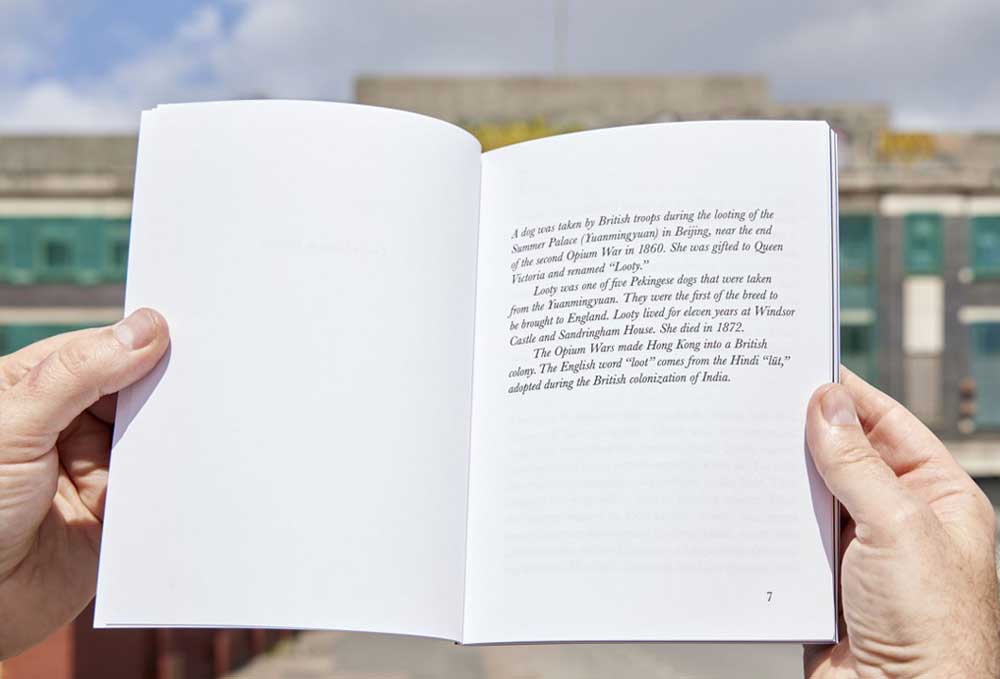 A dog was taken by British troops during the looting of the
Summer Palace (Yuanmingyuan) in Beijing, near the end
of the second Opium War in 1860. She was gifted to Queen
Victoria and renamed “Looty.”
Looty was one of five Pekingese dogs that were taken
from the Yuanmingyuan. They were the first of the breed to
be brought to England. Looty lived for eleven years at Windsor
Castle and Sandringham House. She died in 1872.
The Opium Wars made Hong Kong into a British
colony. The English word “loot” comes from the Hindi “lūt,”
adopted during the British colonization of India.
7